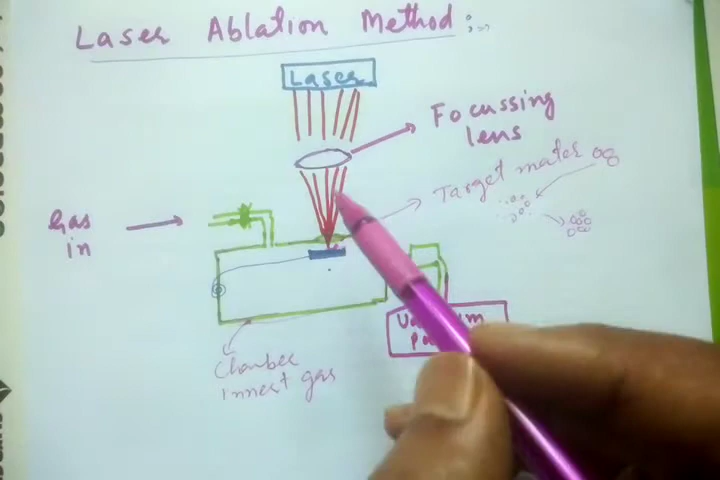 Laser Ablation Method :-
Laser
Focussing
lens
Target mater
Gas
in
Chamber
innert gas